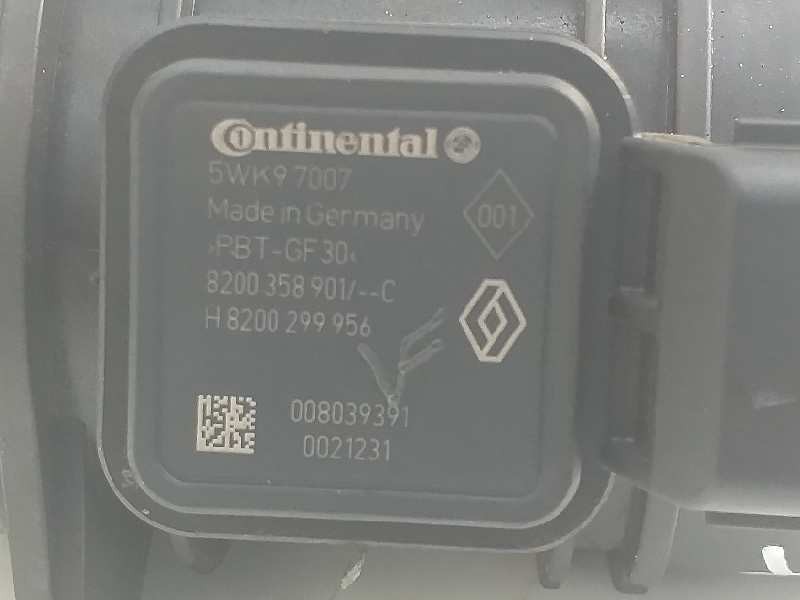 Continental
5WK9 7007
Made in Germany
001
›PBT-GF30‹
8200 358 901/--C
H 8200 299 956
008039391
0021231